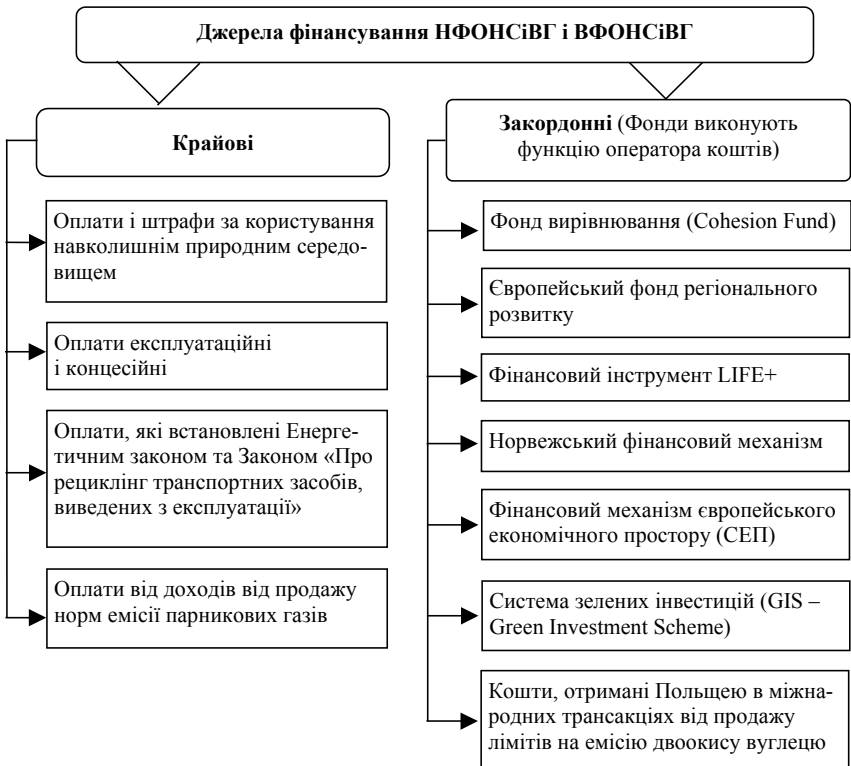 Джерела фінансування НФОНСіВГ і ВФОНСіВГ
Крайові
Оплати і штрафи за користування
навколишнім природним середо-
вищем
Оплати експлуатаційні
і концесійні
Оплати, які встановлені Енерге-
тичним законом та Законом «Про
рециклінг транспортних засобів,
виведених з експлуатації»
Оплати від доходів від продажу
норм емісії парникових газів
Закордонні (Фонди виконують
функцію оператора коштів)
Фонд вирівнювання (Cohesion Fund)
Європейський фонд регіонального
розвитку
Фінансовий інструмент LIFE+
Норвежський фінансовий механізм
Фінансовий механізм європейського
економічного простору (СЕП)
Система зелених інвестицій (GIS –
Green Investment Scheme)
Кошти, отримані Польщею в міжна-
родних трансакціях від продажу
лімітів на емісію двоокису вуглецю